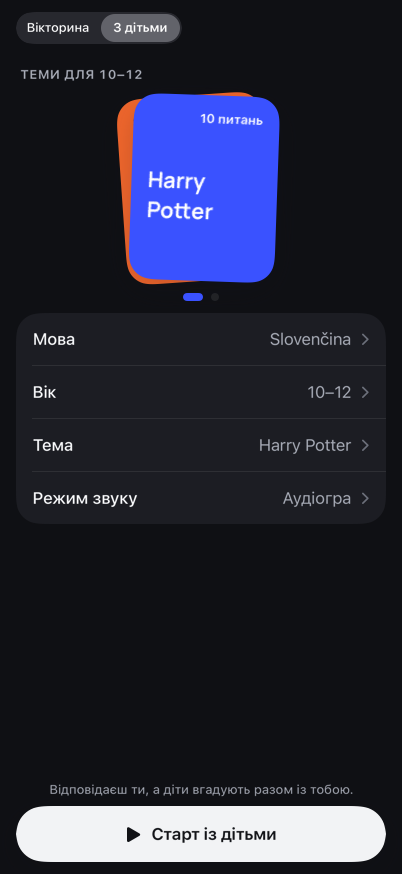 Вікторина
З дітьми
ТЕМИ ДЛЯ 10–12
10 питань
Harry
Potter
Мова
Slovenčina
Вік
10–12
Тема
Harry Potter
Режим звуку
Аудіогра
Відповідаєш ти, а діти вгадують разом із тобою.
Старт із дітьми